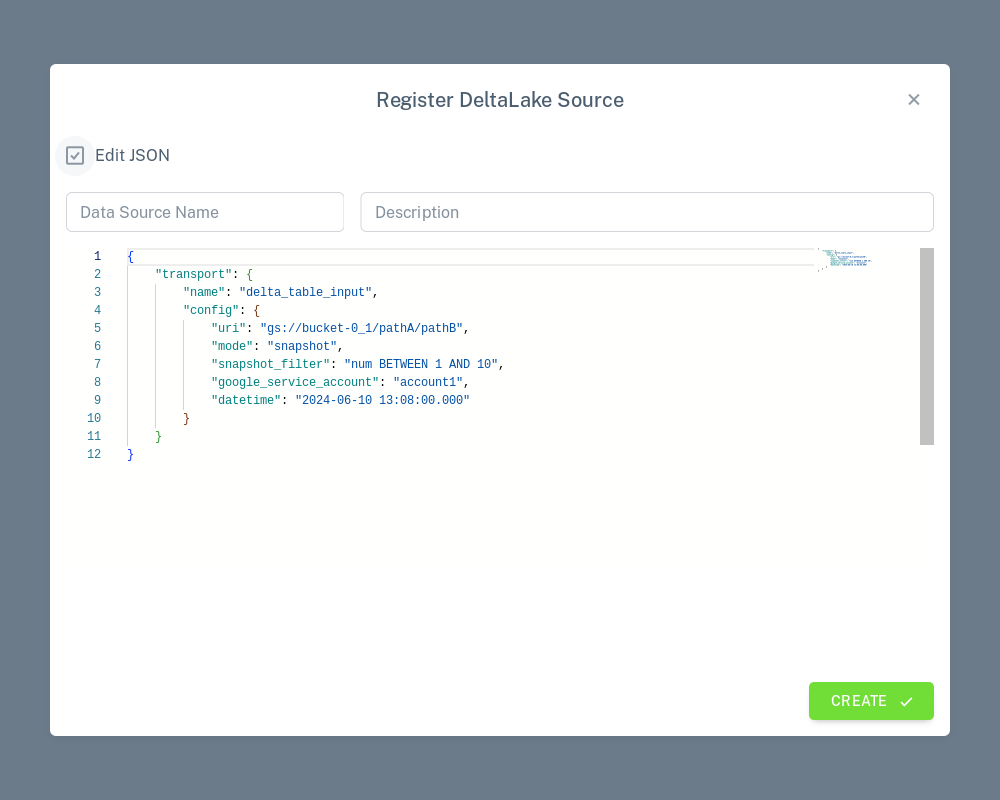 Register DeltaLake Source
Edit JSON
Data Source Name
Description
1 {
2 "transport": {
3 "name": "delta_table_input",
4 "config": {
5 "uri": "gs://bucket-0_1/pathA/pathB",
6 "mode": "snapshot",
7 "snapshot_filter": "num BETWEEN 1 AND 10",
8 "google_service_account": "account1",
9 "datetime": "2024-06-10 13:08:00.000"
10 }
11 }
12 }
CREATE